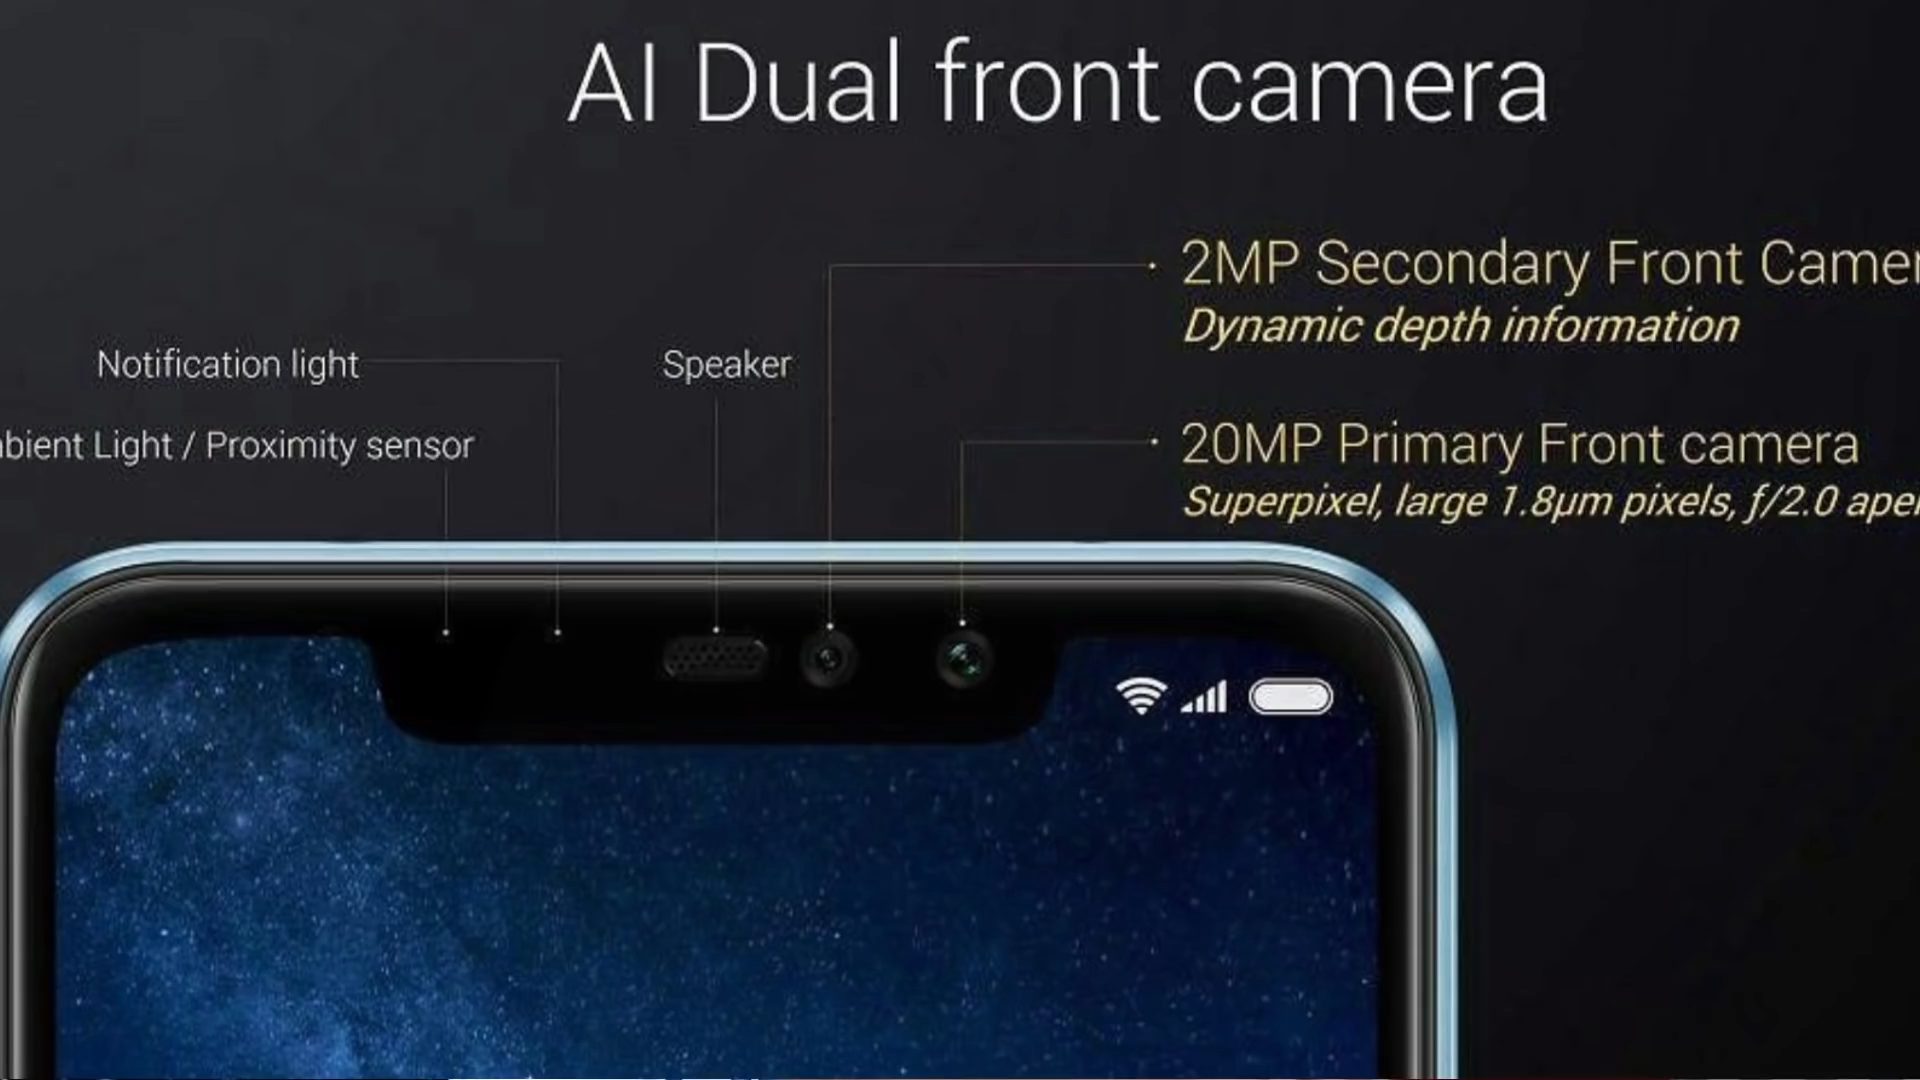 AI Dual front camera
2MP Secondary Front Camer
Dynamic depth information
Notification light
Speaker
bient Light / Proximity sensor
20MP Primary Front camera
Superpixel, large 1.8µm pixels, ƒ/2.0 aper